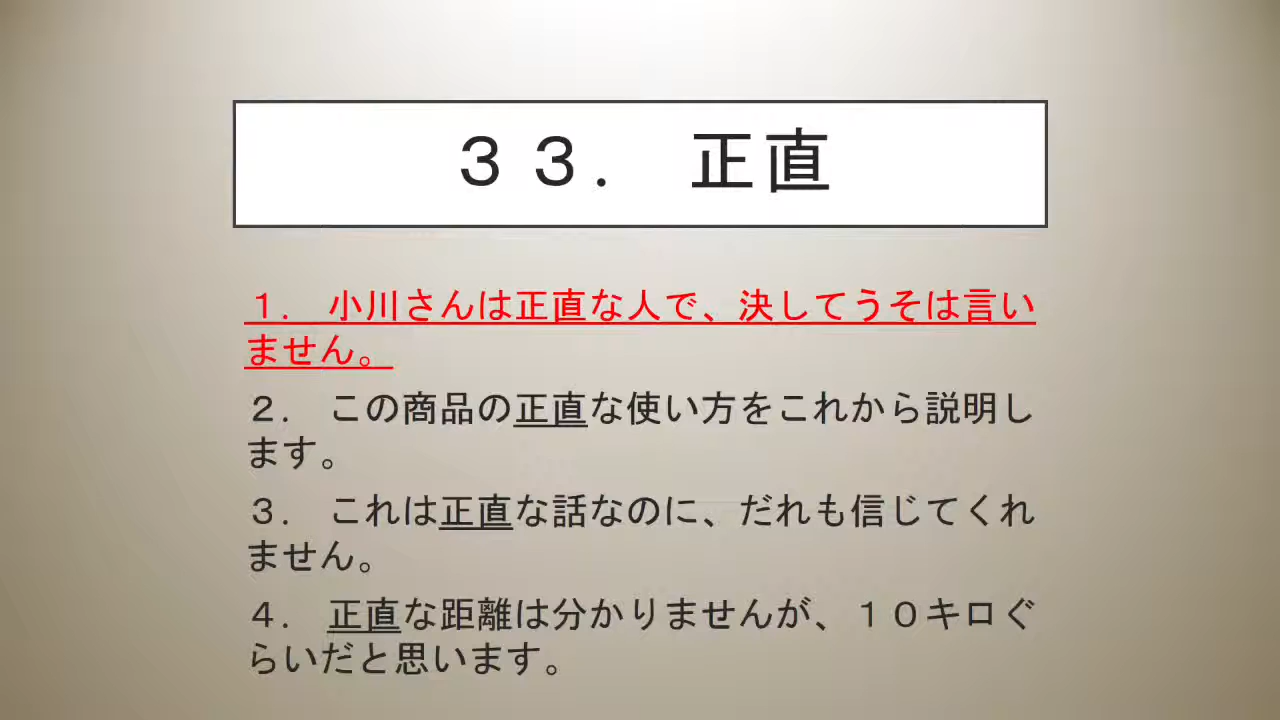 ３３．　正直
１．　小川さんは正直な人で、決してうそは言い
ません。
２．　この商品の正直な使い方をこれから説明し
ます。
３．　これは正直な話なのに、だれも信じてくれ
ません。
４．　正直な距離は分かりませんが、１０キロぐ
らいだと思います。